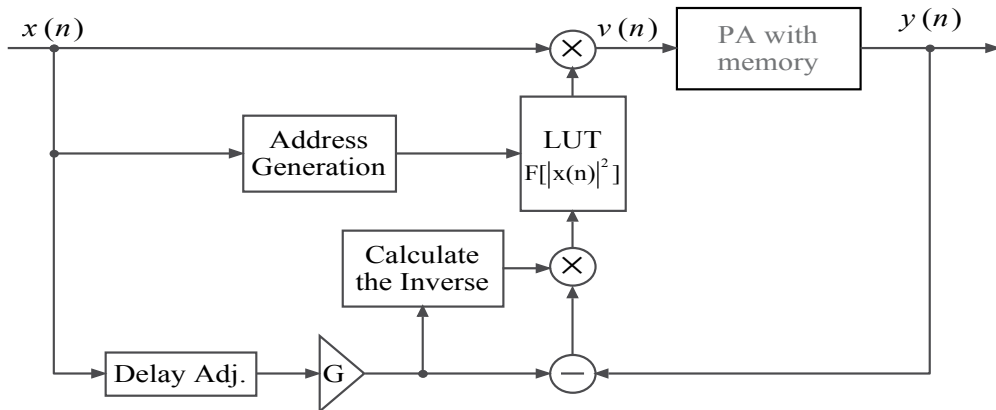 x(n)
×
v(n)
PA with
memory
y(n)
Address
Generation
LUT
F[|x(n)|²]
Calculate
the Inverse
×
Delay Adj.
G
−